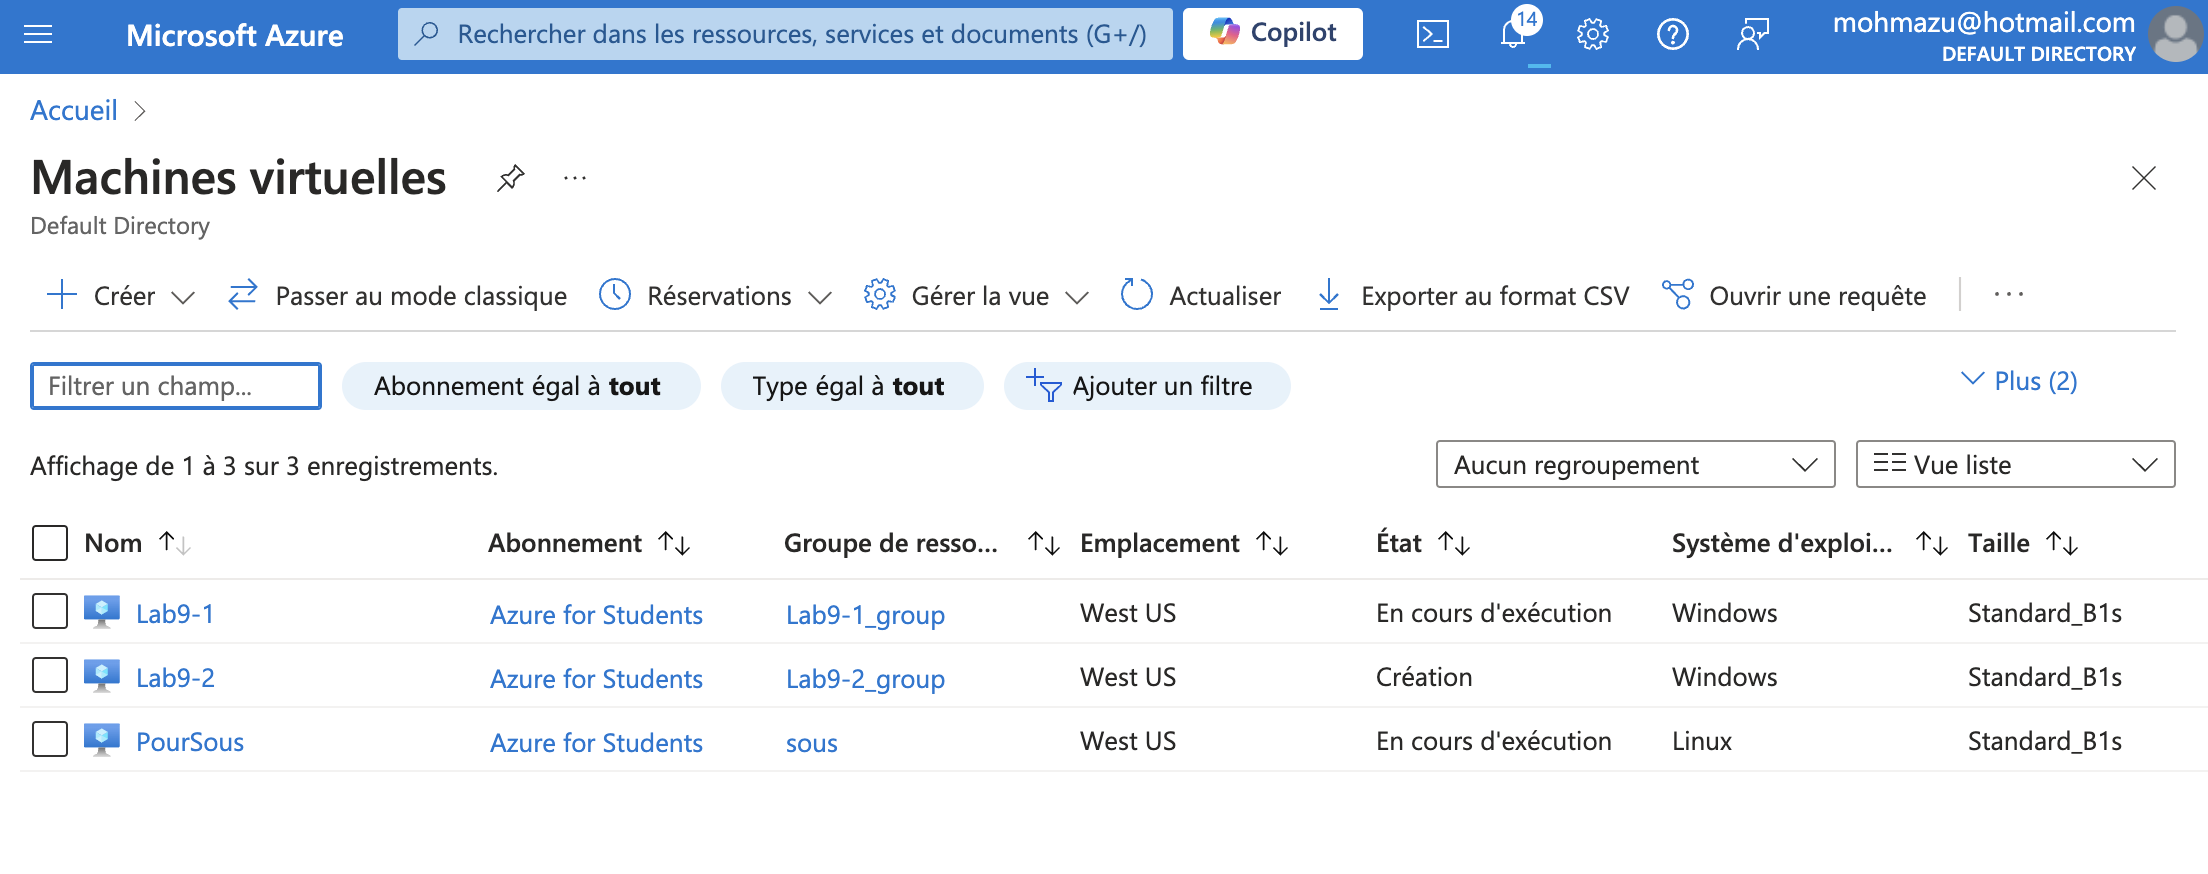 Microsoft Azure
Rechercher dans les ressources, services et documents (G+/)
Copilot
14
mohmazu@hotmail.com
DEFAULT DIRECTORY
Accueil
Machines virtuelles
Default Directory
Créer
Passer au mode classique
Réservations
Gérer la vue
Actualiser
Exporter au format CSV
Ouvrir une requête
Filtrer un champ...
Abonnement égal à tout
Type égal à tout
Ajouter un filtre
Plus (2)
Affichage de 1 à 3 sur 3 enregistrements.
Aucun regroupement
Vue liste
Nom Abonnement Groupe de resso... Emplacement État Système d'exploi... Taille
Lab9-1 Azure for Students Lab9-1_group West US En cours d'exécution Windows Standard_B1s
Lab9-2 Azure for Students Lab9-2_group West US Création Windows Standard_B1s
PourSous Azure for Students sous West US En cours d'exécution Linux Standard_B1s